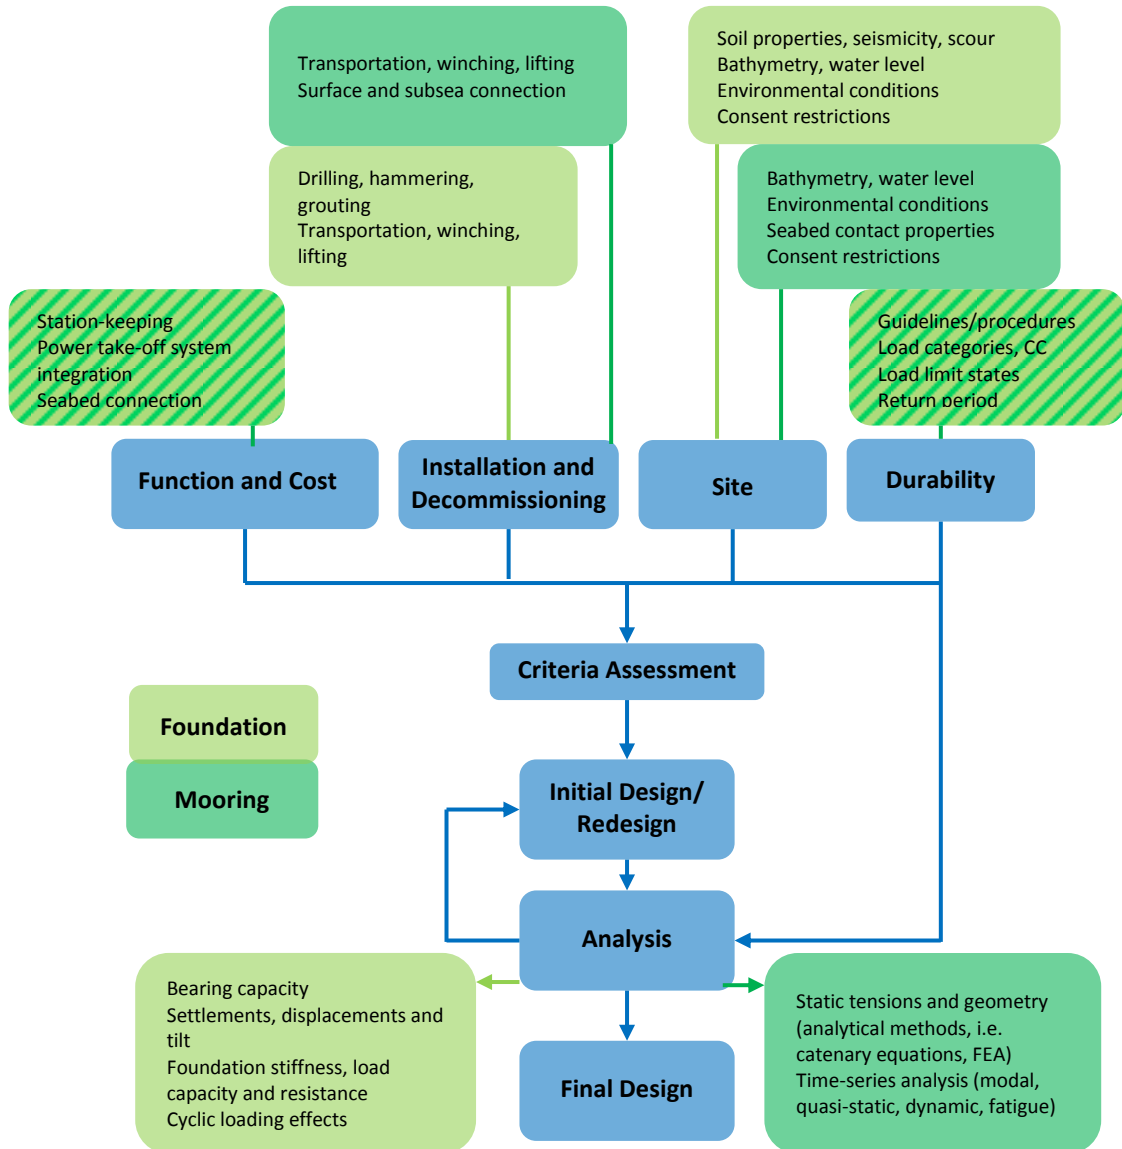 Transportation, winching, lifting
Surface and subsea connection
Soil properties, seismicity, scour
Bathymetry, water level
Environmental conditions
Consent restrictions
Drilling, hammering,
grouting
Transportation, winching,
lifting
Bathymetry, water level
Environmental conditions
Seabed contact properties
Consent restrictions
Station-keeping
Power take-off system
integration
Seabed connection
Guidelines/procedures
Load categories, CC
Load limit states
Return period
Function and Cost
Installation and
Decommissioning
Site
Durability
Criteria Assessment
Foundation
Mooring
Initial Design/
Redesign
Analysis
Bearing capacity
Settlements, displacements and
tilt
Foundation stiffness, load
capacity and resistance
Cyclic loading effects
Static tensions and geometry
(analytical methods, i.e.
catenary equations, FEA)
Time-series analysis (modal,
quasi-static, dynamic, fatigue)
Final Design